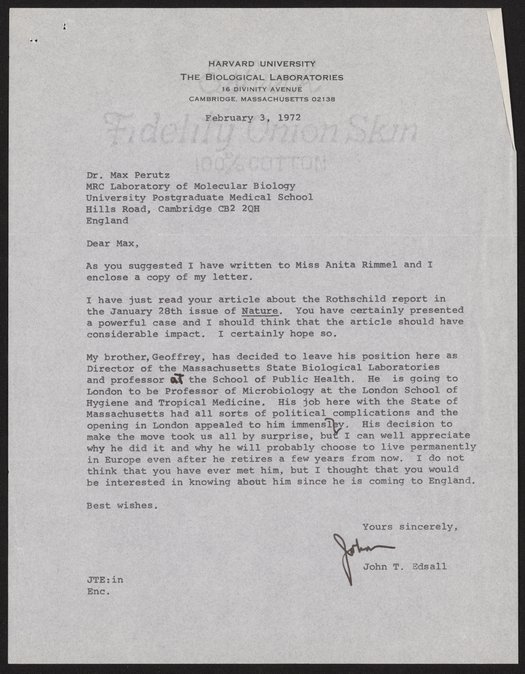 HARVARD UNIVERSITY
THE BIOLOGICAL LABORATORIES
16 DIVINITY AVENUE
CAMBRIDGE, MASSACHUSETTS 02138
February 3, 1972
Fidelity Onion Skin
100% COTTON
Dr. Max Perutz
MRC Laboratory of Molecular Biology
University Postgraduate Medical School
Hills Road, Cambridge CB2 2QH
England
Dear Max,
As you suggested I have written to Miss Anita Rimmel and I
enclose a copy of my letter.
I have just read your article about the Rothschild report in
the January 28th issue of Nature. You have certainly presented
a powerful case and I should think that the article should have
considerable impact. I certainly hope so.
My brother, Geoffrey, has decided to leave his position here as
Director of the Massachusetts State Biological Laboratories
and professor at the School of Public Health. He is going to
London to be Professor of Microbiology at the London School of
Hygiene and Tropical Medicine. His job here with the State of
Massachusetts had all sorts of political complications and the
opening in London appealed to him immensley. His decision to
make the move took us all by surprise, but I can well appreciate
why he did it and why he will probably choose to live permanently
in Europe even after he retires a few years from now. I do not
think that you have ever met him, but I thought that you would
be interested in knowing about him since he is coming to England.
Best wishes.
Yours sincerely,
John
John T. Edsall
JTE:in
Enc.